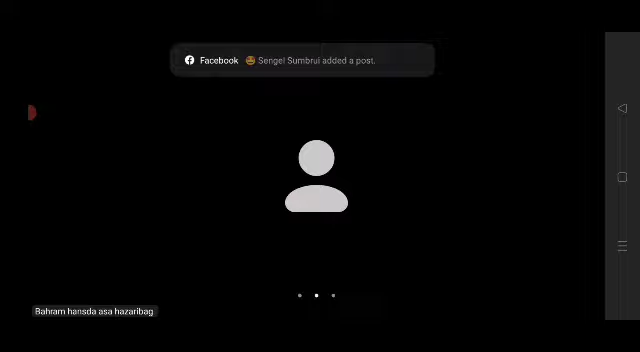 Facebook 🤩 Sengel Sumbrui added a post.
Bahram hansda asa hazaribag